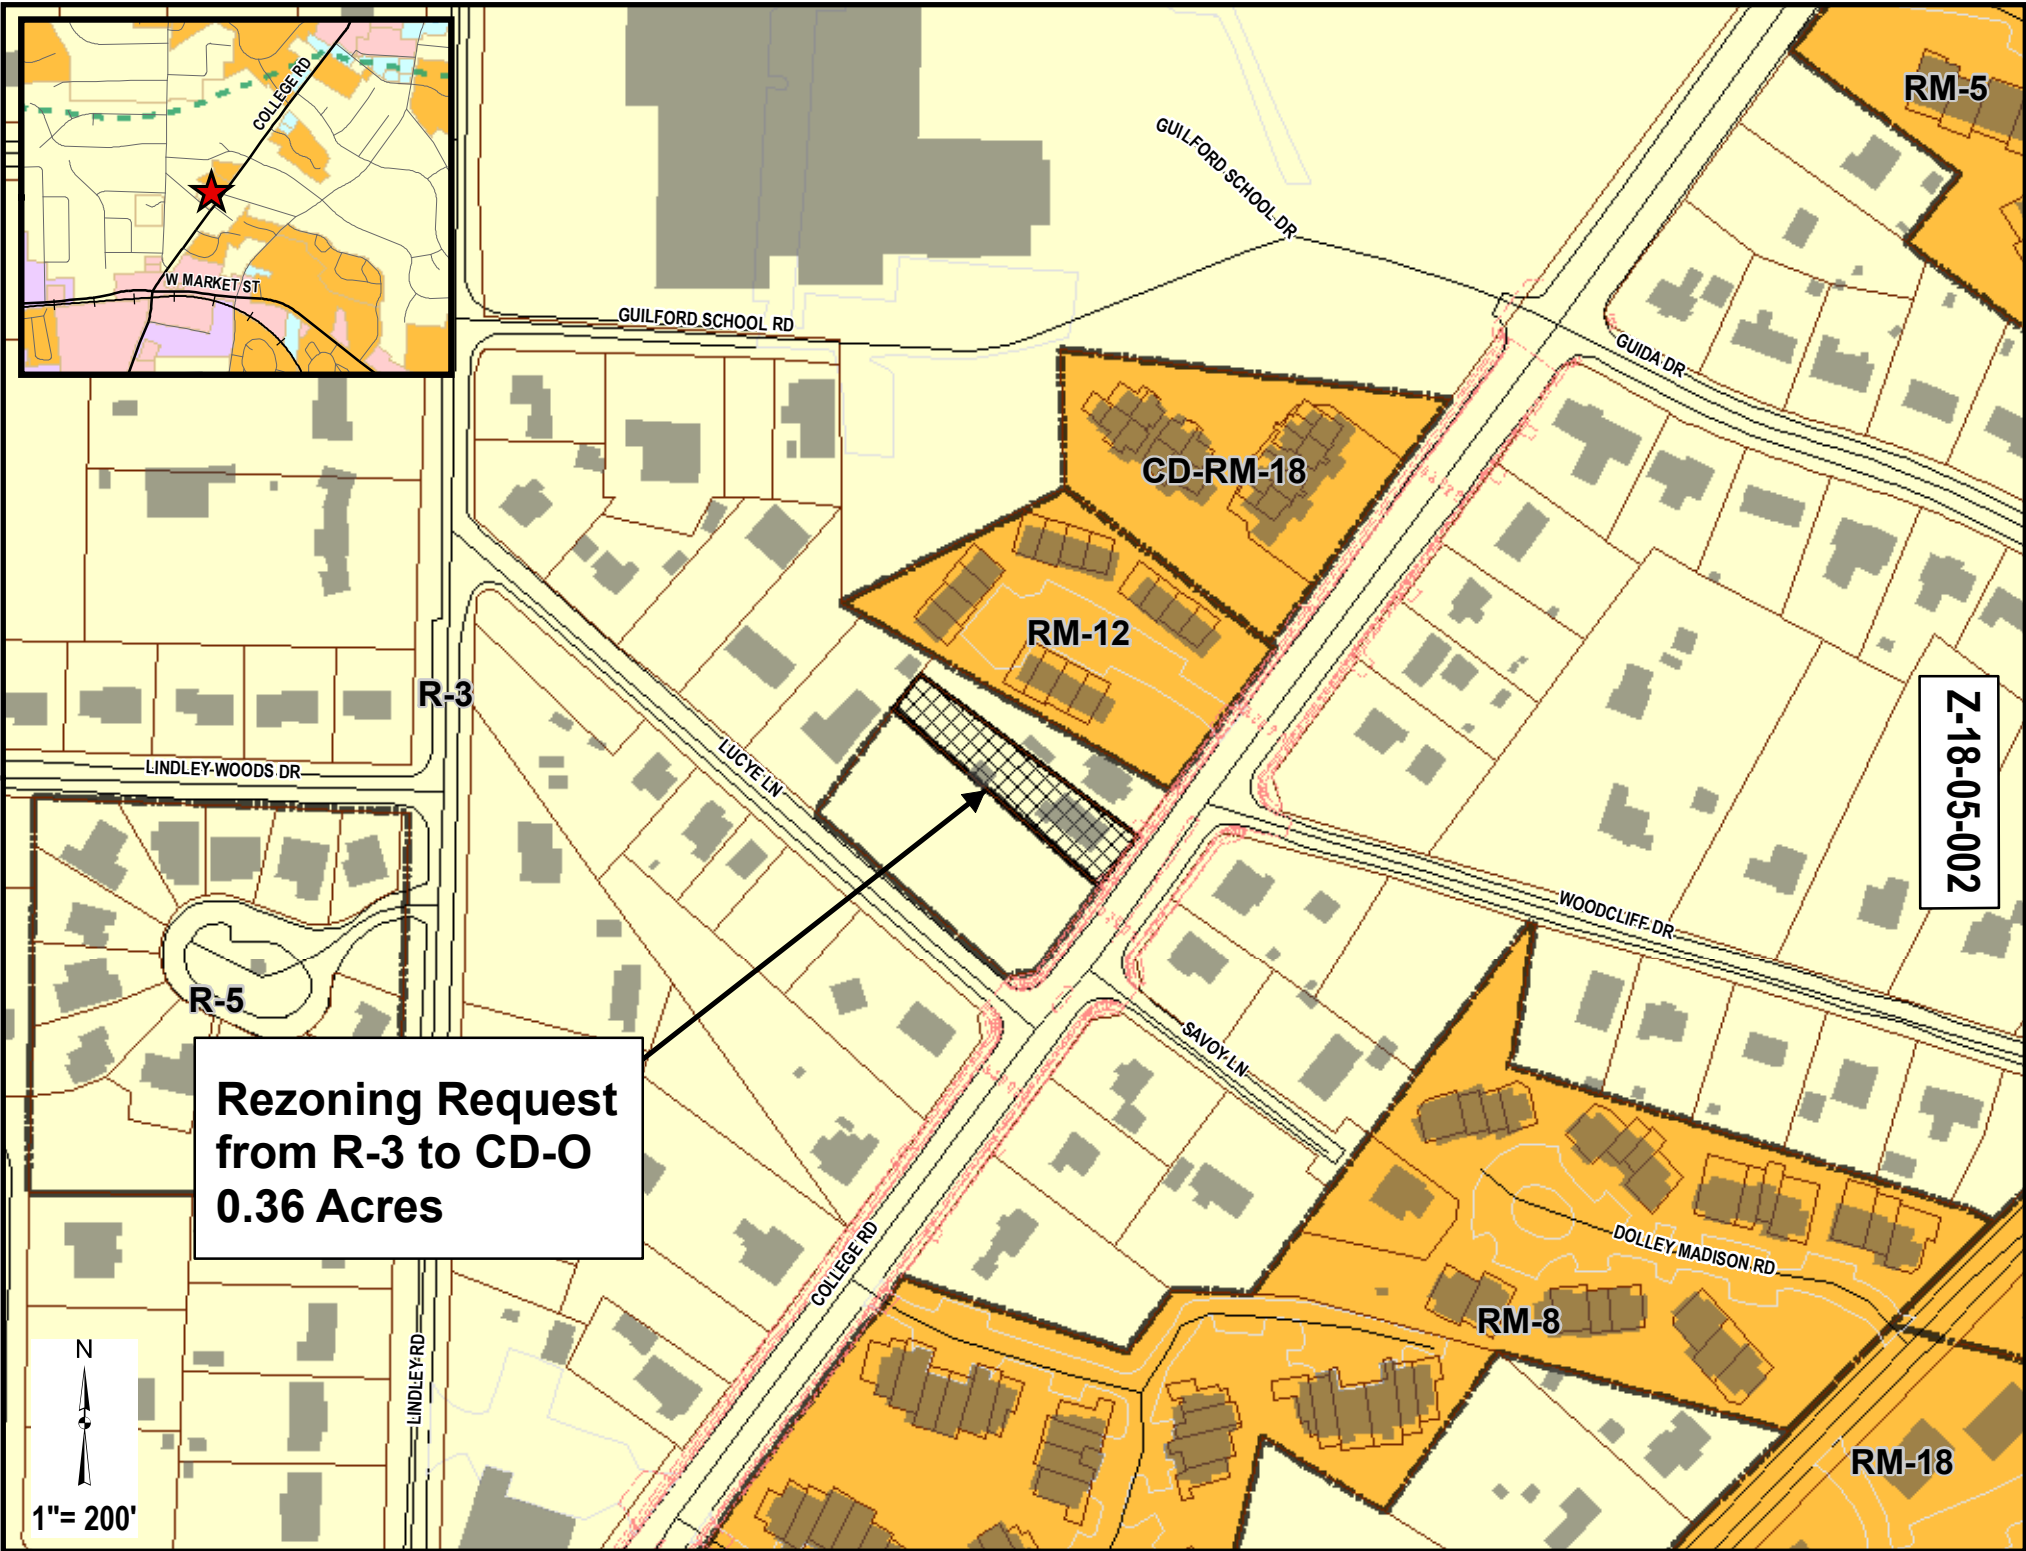 COLLEGE RD
W MARKET ST
RM-5
GUILFORD SCHOOL DR
GUILFORD SCHOOL RD
GUIDA DR
CD-RM-18
RM-12
R-3
Z-18-05-002
LUCYE LN
LINDLEY WOODS DR
WOODCLIFF DR
R-5
SAVOY LN
Rezoning Request
from R-3 to CD-O
0.36 Acres
COLLEGE RD
DOLLEY MADISON RD
RM-8
LINDLEY RD
N
1"= 200'
RM-18